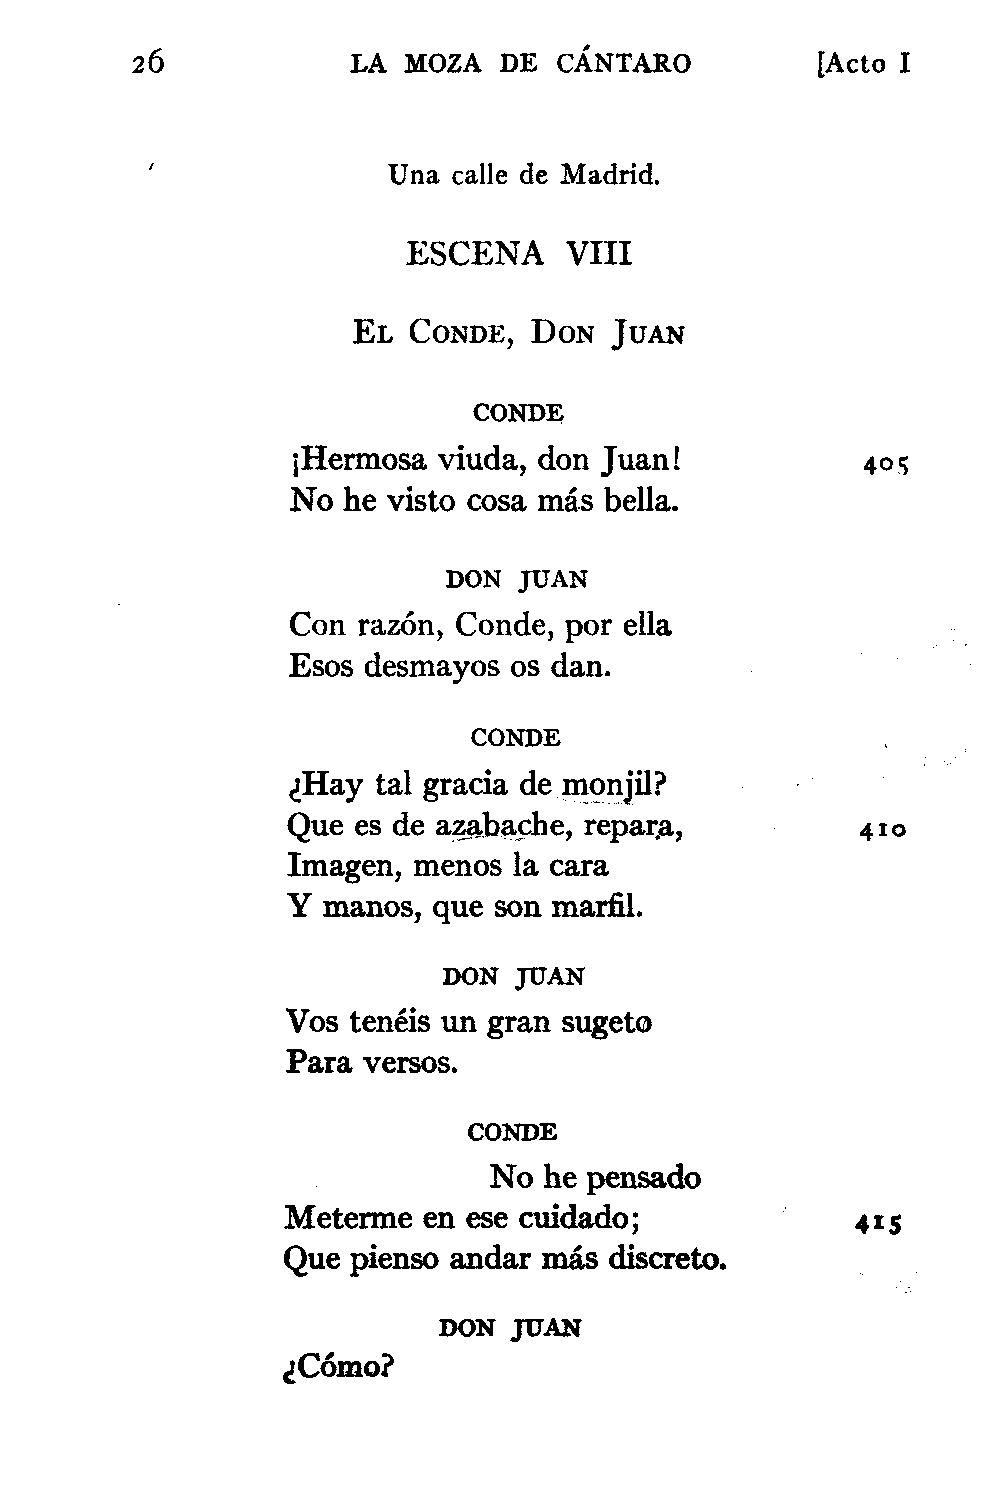 26 LA MOZA DE CÁNTARO [Acto I
Una calle de Madrid.
ESCENA VIII
El Conde, Don Juan
CONDE
¡Hermosa viuda, don Juan! 405
No he visto cosa más bella.
DON JUAN
Con razón, Conde, por ella
Esos desmayos os dan.
CONDE
¿Hay tal gracia de monjil?
Que es de azabache, repara, 410
Imagen, menos la cara
Y manos, que son marfil.
DON JUAN
Vos tenéis un gran sugeto
Para versos.
CONDE
No he pensado
Meterme en ese cuidado; 415
Que pienso andar más discreto.
DON JUAN
¿Cómo?